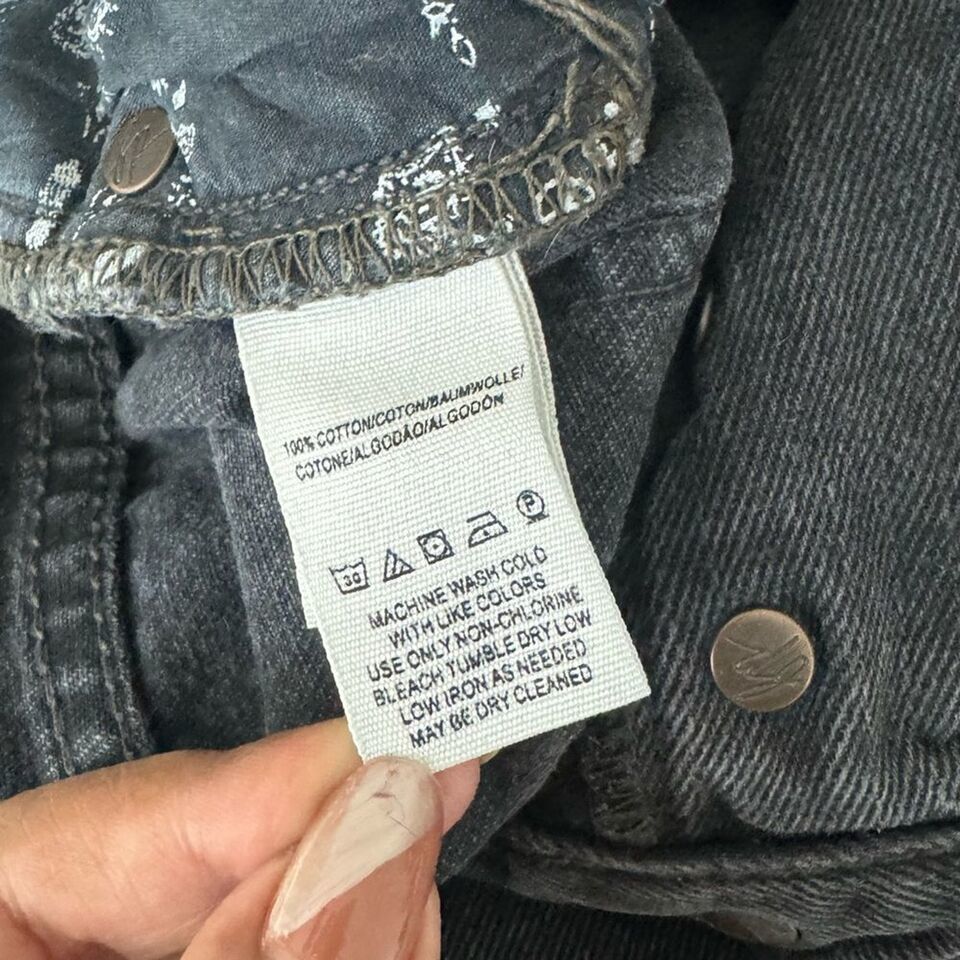 100% COTTON/COTON/BAUMWOLLE/
COTONE/ALGODÃO/ALGODÓN
30 P
MACHINE WASH COLD
WITH LIKE COLORS
USE ONLY NON-CHLORINE
BLEACH TUMBLE DRY LOW
LOW IRON AS NEEDED
MAY BE DRY CLEANED